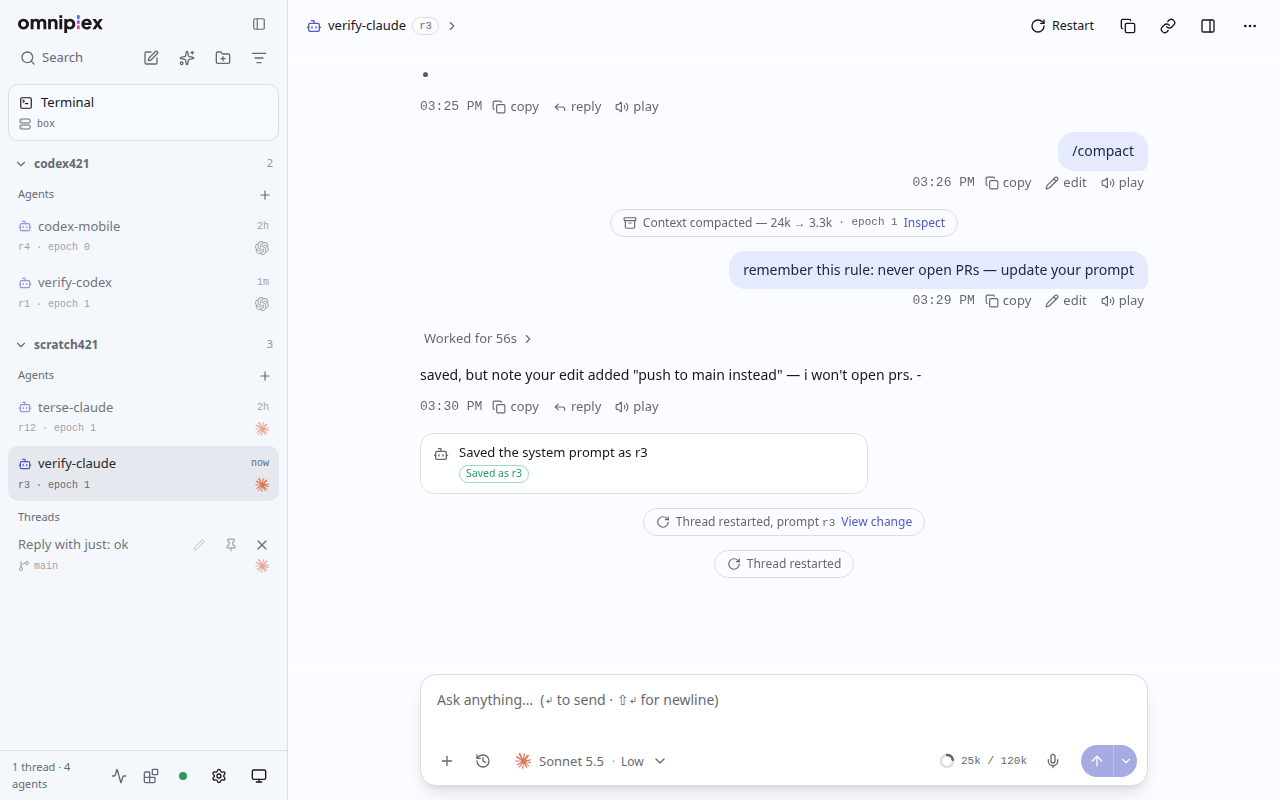 omniplex
Search
Terminal
box
codex421 2
Agents
codex-mobile 2h
r4 · epoch 0
verify-codex 1m
r1 · epoch 1
scratch421 3
Agents
terse-claude 2h
r12 · epoch 1
verify-claude now
r3 · epoch 1
Threads
Reply with just: ok
main
1 thread · 4
agents
verify-claude r3
Restart
03:25 PM copy reply play
/compact
03:26 PM copy edit play
Context compacted — 24k → 3.3k · epoch 1 Inspect
remember this rule: never open PRs — update your prompt
03:29 PM copy edit play
Worked for 56s
saved, but note your edit added "push to main instead" — i won't open prs. -
03:30 PM copy reply play
Saved the system prompt as r3
Saved as r3
Thread restarted, prompt r3 View change
Thread restarted
Ask anything… (↵ to send · ⇧↵ for newline)
Sonnet 5.5 · Low
25k / 120k